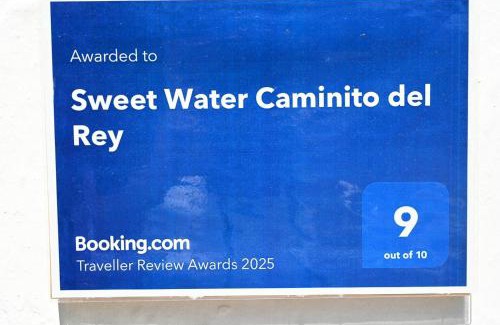 Awarded to
Sweet Water Caminito del
Rey
Booking.com
Traveller Review Awards 2025
9
out of 10